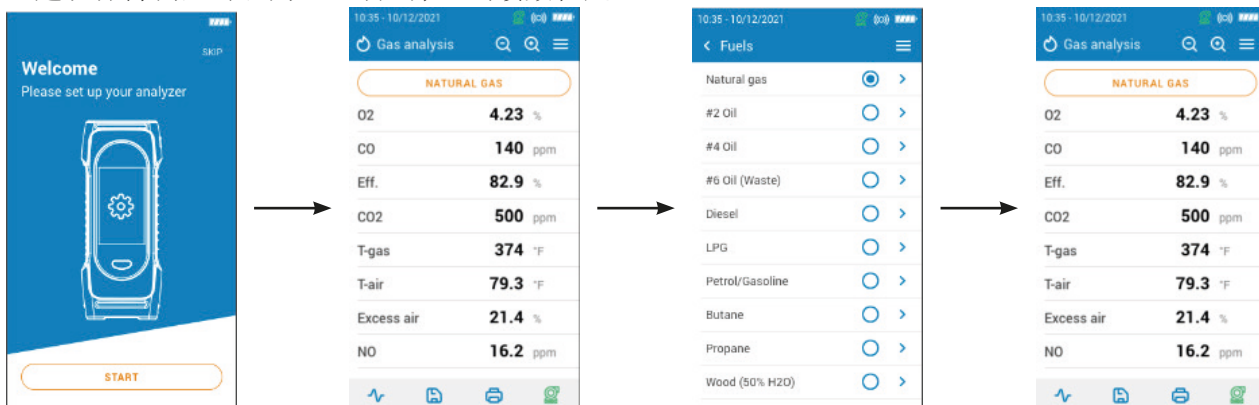 SKIP
Welcome
Please set up your analyzer
START
10:35 - 10/12/2021
Gas analysis
NATURAL GAS
O2 4.23 %
CO 140 ppm
Eff. 82.9 %
CO2 500 ppm
T-gas 374 °F
T-air 79.3 °F
Excess air 21.4 %
NO 16.2 ppm
10:35 - 10/12/2021
Fuels
Natural gas
#2 Oil
#4 Oil
#6 Oil (Waste)
Diesel
LPG
Petrol/Gasoline
Butane
Propane
Wood (50% H2O)
10:35 - 10/12/2021
Gas analysis
NATURAL GAS
O2 4.23 %
CO 140 ppm
Eff. 82.9 %
CO2 500 ppm
T-gas 374 °F
T-air 79.3 °F
Excess air 21.4 %
NO 16.2 ppm